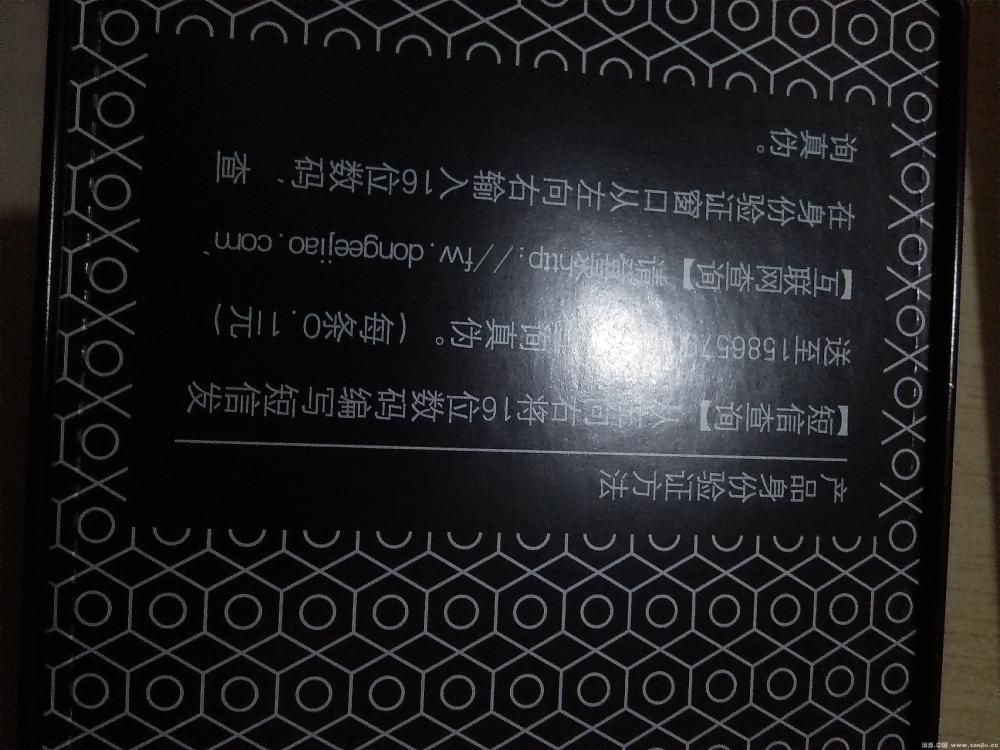 产品身份验证方法
【短信查询】从左向右将16位数码编写短信发
送至1586579 询真伪。(每条0.1元)
【互联网查询】请登录http://fw.dongeejiao.com、
在身份验证窗口从左向右输入16位数码、查
询真伪。